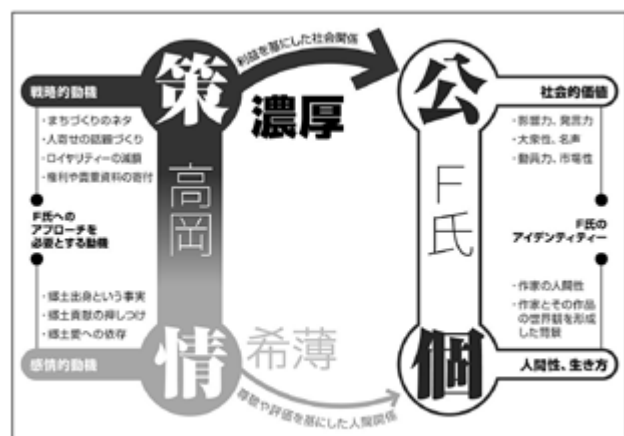 利益を基にした社会関係
策
公
戦略的動機
社会的価値
・まちづくりのネタ
・人寄せの話題づくり
・ロイヤリティーの減額
・権利や貴重資料の寄付
濃厚
・影響力、発言力
・大衆性、名声
・動員力、市場性
高岡
F氏
F氏への
アプローチを
必要とする動機
F氏の
アイデンティティー
・郷土出身という事実
・郷土貢献の押しつけ
・郷土愛への依存
・作家の人間性
・作家とその作品
の世界観を形成
した背景
感情的動機
情
希薄
個
人間性、生き方
や評価を基にした人間関係